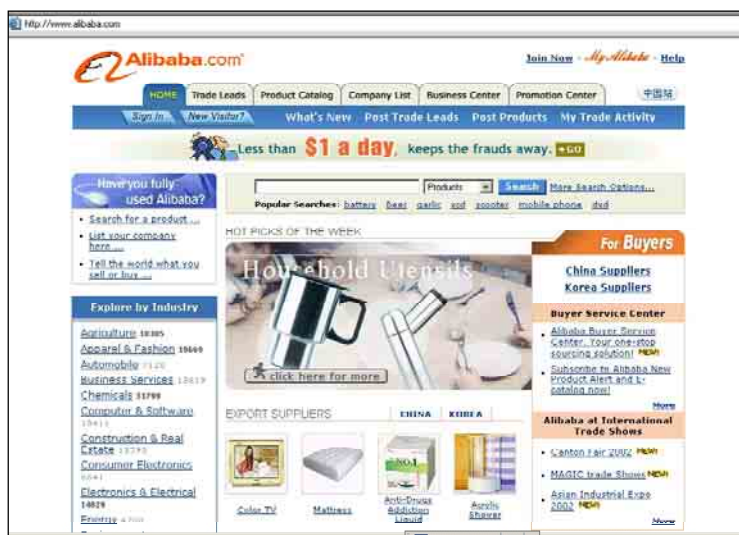 http://www.alibaba.com
Alibaba.com®
Join Now - My Alibaba - Help
HOME Trade Leads Product Catalog Company List Business Center Promotion Center 中国站
Sign In New Visitor? What's New Post Trade Leads Post Products My Trade Activity
Less than $1 a day, keeps the frauds away. GO
Have you fully used Alibaba?
Search for a product ...
List your company here ...
Tell the world what you sell or buy ...
Products Search More Search Options...
Popular Searches: battery beer garlic scooter mobile phone dvd
HOT PICKS OF THE WEEK
Household Utensils
click here for more
For Buyers
China Suppliers
Korea Suppliers
Buyer Service Center
Alibaba Buyer Service Center. Your one-stop sourcing solution! NEW!
Subscribe to Alibaba New Product Alert and E-catalog now!
More
Alibaba at International Trade Shows
Canton Fair 2002 NEW!
MAGIC trade Shows NEW!
Asian Industrial Expo 2002 NEW!
More
Explore by Industry
Agriculture
Apparel & Fashion
Automobile
Business Services
Chemicals
Computer & Software
Construction & Real Estate
Consumer Electronics
Electronics & Electrical
Energy
EXPORT SUPPLIERS CHINA KOREA
NO.1
Color TV
Mattress
Anti-Drugs Addiction Liquid
Acrylic Shower